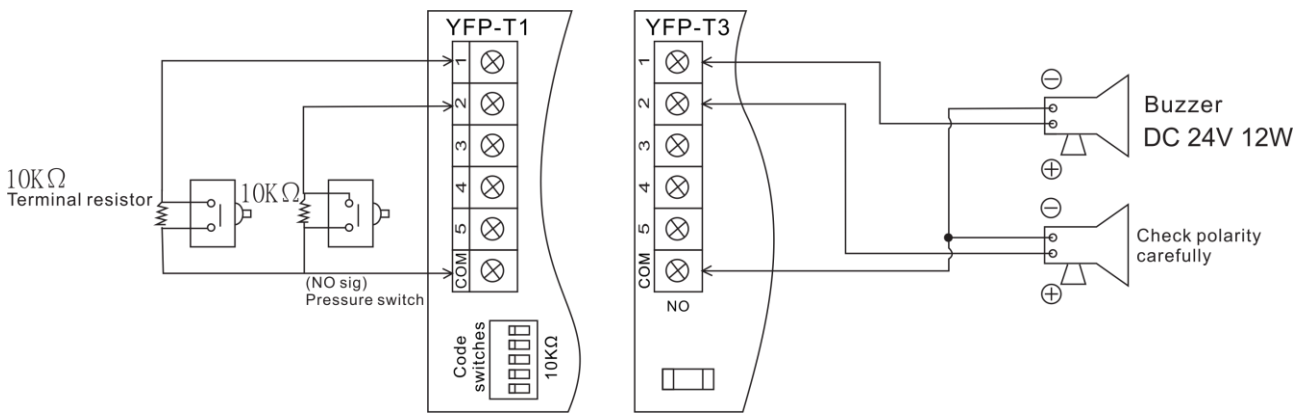 YFP-T1
YFP-T3
1
2
3
4
5
COM
1
2
3
4
5
COM
NO
10KΩ
Terminal resistor
10KΩ
(NO sig)
Pressure switch
Code
switches
10KΩ
Buzzer
DC 24V 12W
Check polarity
carefully